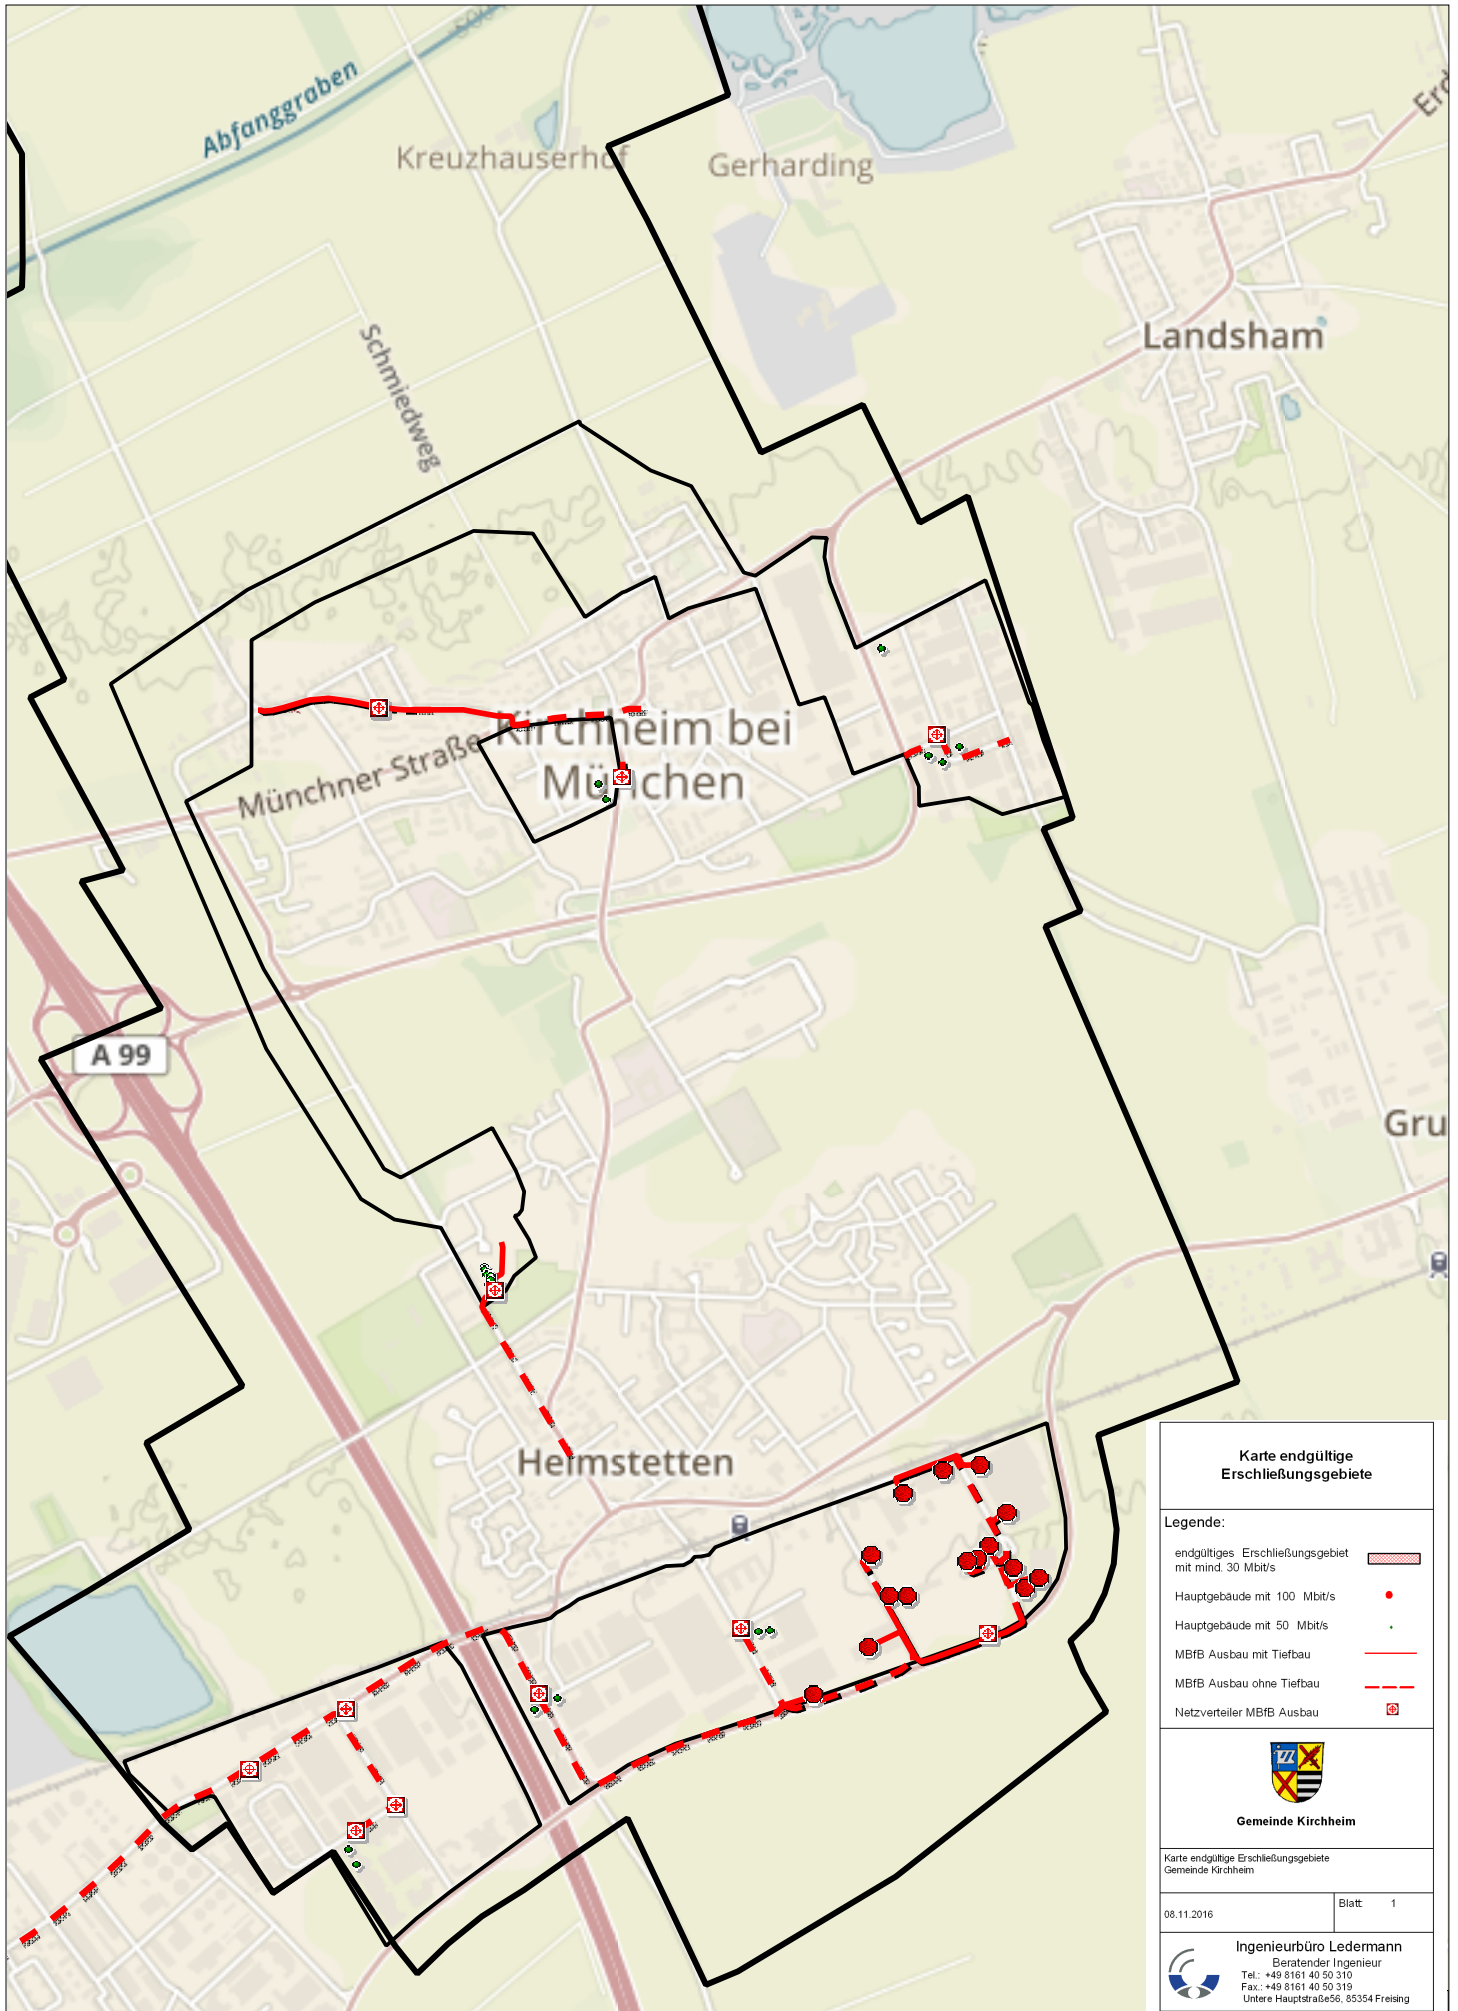 Abfanggraben
Kreuzhauserhof
Gerharding
Erd
Landsham
Schmiedweg
Münchner Straße
Kirchheim bei
München
A 99
Gru
Heimstetten
Karte endgültige
Erschließungsgebiete
Legende:
endgültiges Erschließungsgebiet
mit mind. 30 Mbit/s
Hauptgebäude mit 100 Mbit/s
Hauptgebäude mit 50 Mbit/s
MBfB Ausbau mit Tiefbau
MBfB Ausbau ohne Tiefbau
Netzverteiler MBfB Ausbau
Gemeinde Kirchheim
Karte endgültige Erschließungsgebiete
Gemeinde Kirchheim
08.11.2016
Blatt: 1
Ingenieurbüro Ledermann
Beratender Ingenieur
Tel.: +49 8161 40 50 310
Fax.: +49 8161 40 50 319
Untere Hauptstraße56, 85354 Freising